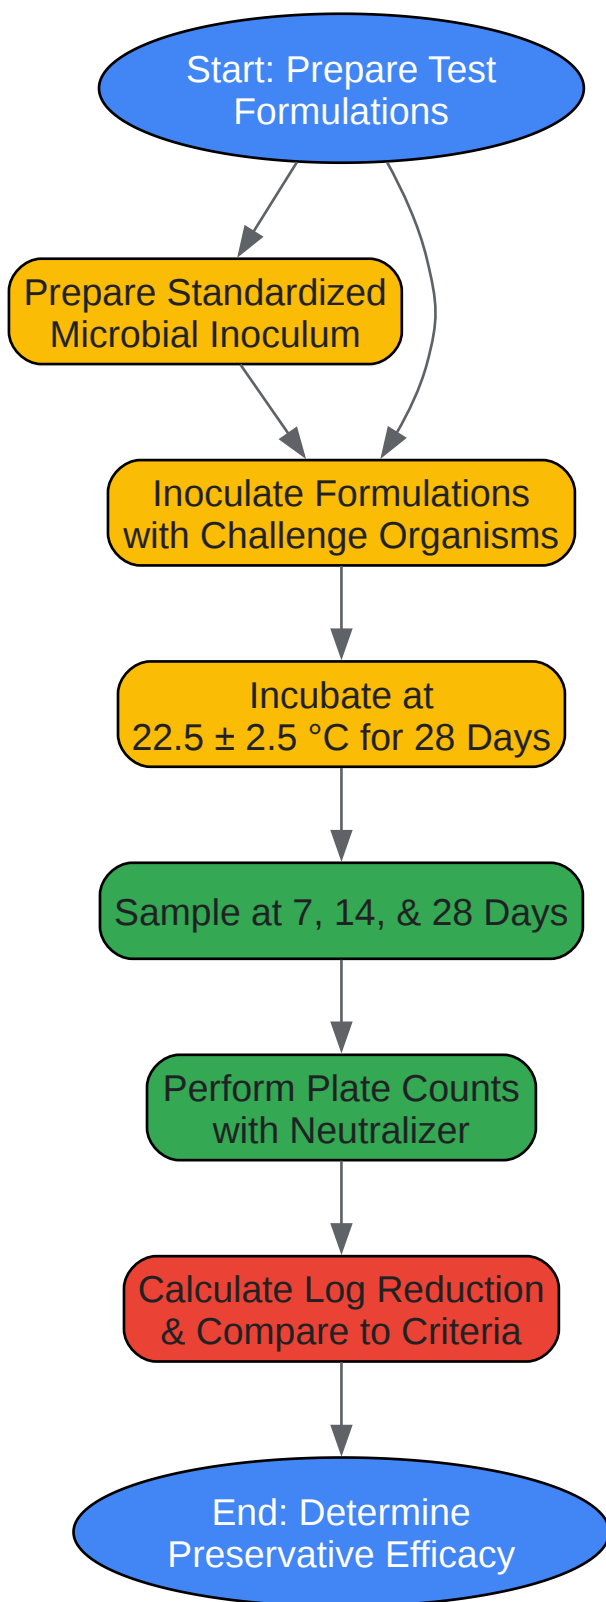 Start: Prepare Test
Formulations
Prepare Standardized
Microbial Inoculum
Inoculate Formulations
with Challenge Organisms
Incubate at
22.5 ± 2.5 °C for 28 Days
Sample at 7, 14, & 28 Days
Perform Plate Counts
with Neutralizer
Calculate Log Reduction
& Compare to Criteria
End: Determine
Preservative Efficacy